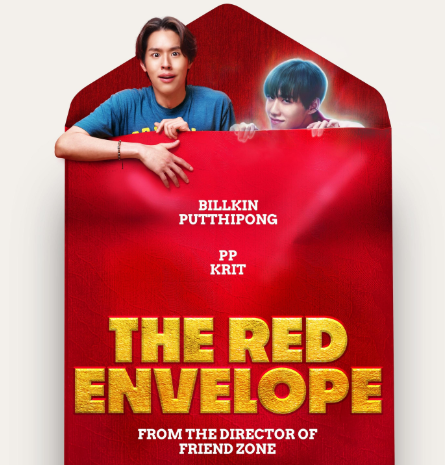 BILLKIN
PUTTHIPONG
PP
KRIT
THE RED
ENVELOPE
FROM THE DIRECTOR OF
FRIEND ZONE